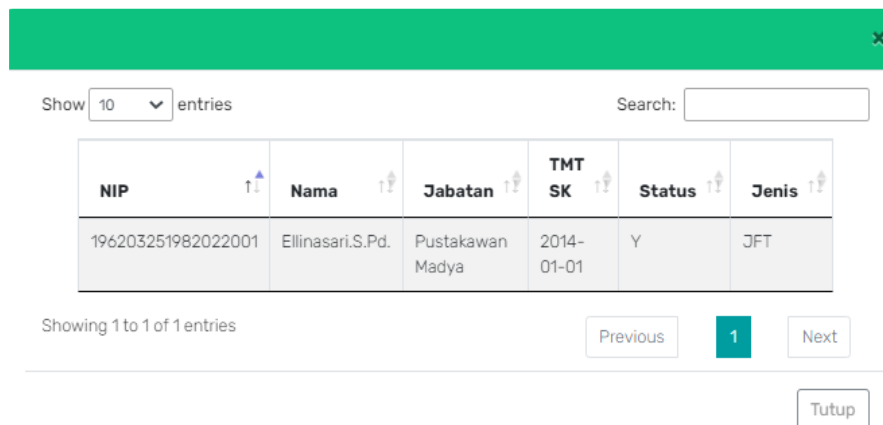 ×
Show 10 entries Search:
NIP Nama Jabatan TMT SK Status Jenis
196203251982022001 Ellinasari.S.Pd. Pustakawan Madya 2014-01-01 Y JFT
Showing 1 to 1 of 1 entries Previous 1 Next
Tutup